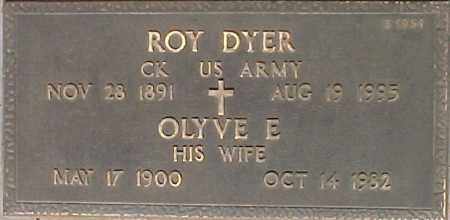 ROY DYER
CK US ARMY
NOV 28 1891 AUG 19 1995
OLYVE E
HIS WIFE
MAY 17 1900 OCT 14 1982